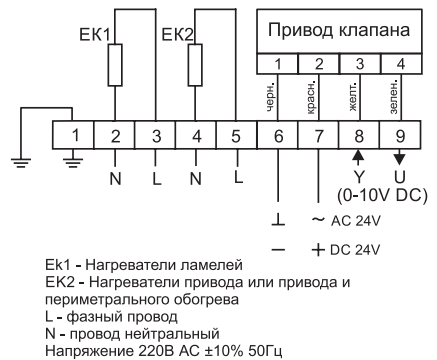 EK1 EK2 Привод клапана
1 2 3 4
черн. красн. желт. зелен.
1 2 3 4 5 6 7 8 9
N L N L Y U
(0-10V DC)
⊥ ~ AC 24V
− + DC 24V
Ek1 - Нагреватели ламелей
EK2 - Нагреватели привода или привода и
периметрального обогрева
L - фазный провод
N - провод нейтральный
Напряжение 220В АС ±10% 50Гц